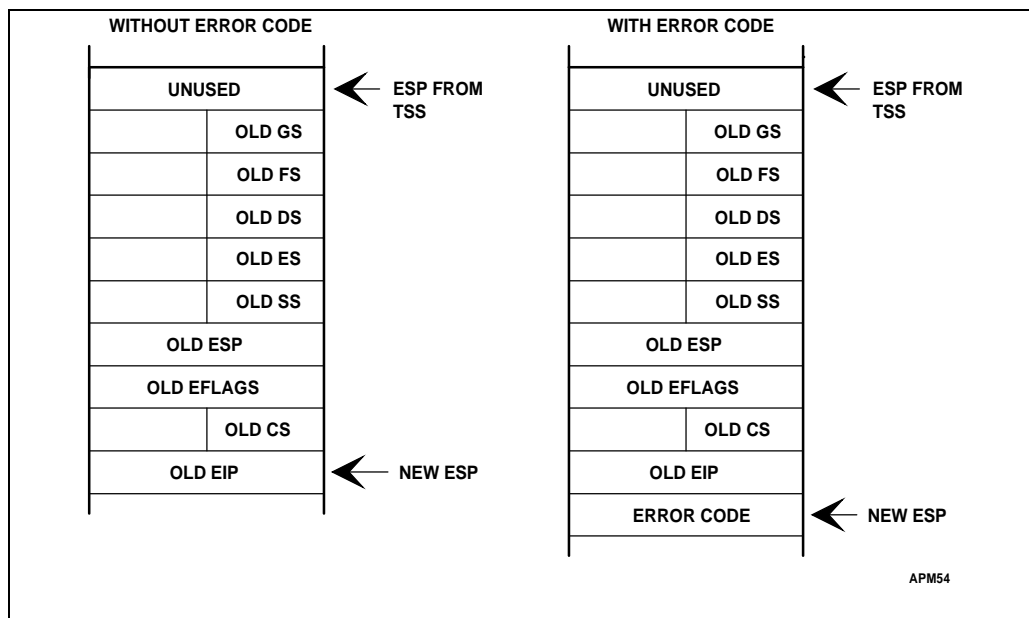 WITHOUT ERROR CODE
UNUSED
ESP FROM
TSS
OLD GS
OLD FS
OLD DS
OLD ES
OLD SS
OLD ESP
OLD EFLAGS
OLD CS
OLD EIP
NEW ESP
WITH ERROR CODE
UNUSED
ESP FROM
TSS
OLD GS
OLD FS
OLD DS
OLD ES
OLD SS
OLD ESP
OLD EFLAGS
OLD CS
OLD EIP
ERROR CODE
NEW ESP
APM54